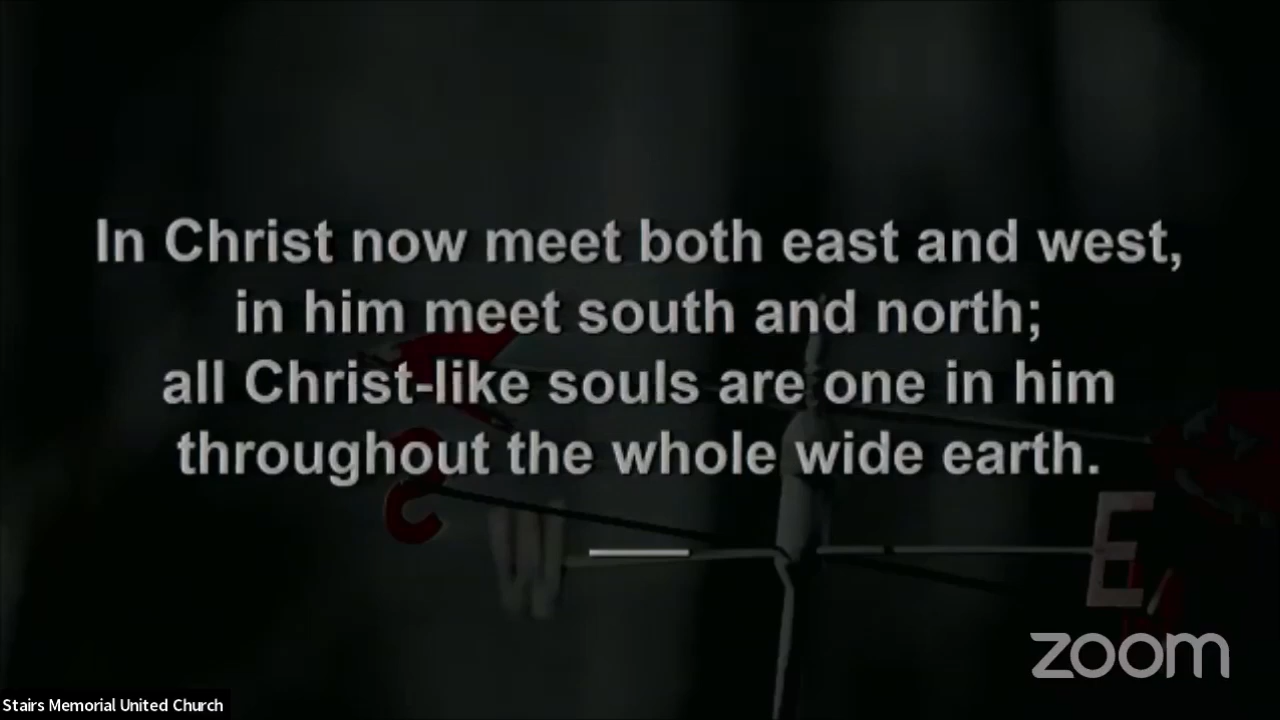 In Christ now meet both east and west,
in him meet south and north;
all Christ-like souls are one in him
throughout the whole wide earth.
S
W
E
zoom
Stairs Memorial United Church